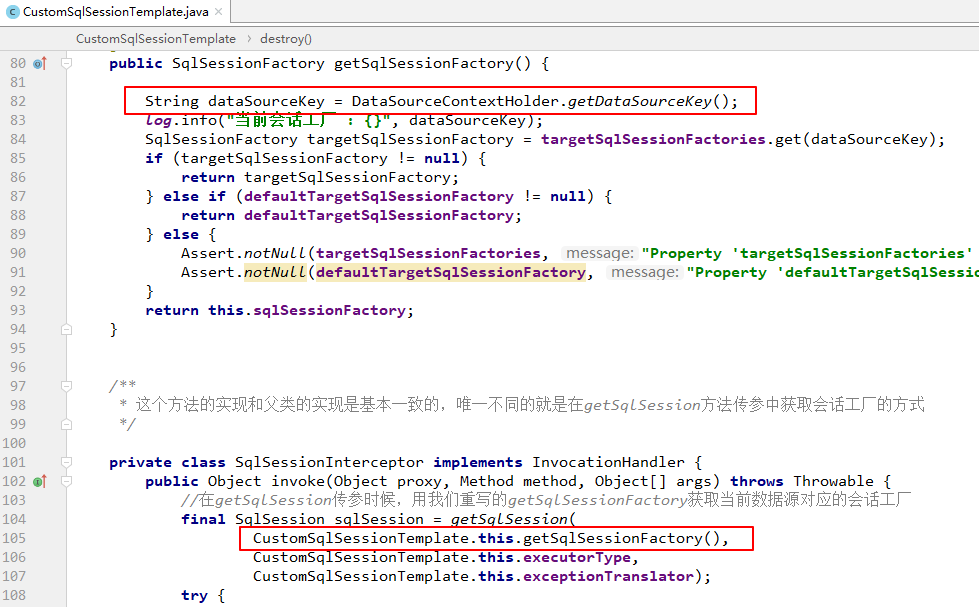 CustomSqlSessionTemplate.java ×
CustomSqlSessionTemplate › destroy()
80 public SqlSessionFactory getSqlSessionFactory() {
81
82 String dataSourceKey = DataSourceContextHolder.getDataSourceKey();
83 log.info("当前会话工厂 : {}", dataSourceKey);
84 SqlSessionFactory targetSqlSessionFactory = targetSqlSessionFactories.get(dataSourceKey);
85 if (targetSqlSessionFactory != null) {
86 return targetSqlSessionFactory;
87 } else if (defaultTargetSqlSessionFactory != null) {
88 return defaultTargetSqlSessionFactory;
89 } else {
90 Assert.notNull(targetSqlSessionFactories, message: "Property 'targetSqlSessionFactories'
91 Assert.notNull(defaultTargetSqlSessionFactory, message: "Property 'defaultTargetSqlSessio
92 }
93 return this.sqlSessionFactory;
94 }
95
96
97 /**
98 * 这个方法的实现和父类的实现是基本一致的，唯一不同的就是在getSqlSession方法传参中获取会话工厂的方式
99 */
100
101 private class SqlSessionInterceptor implements InvocationHandler {
102 public Object invoke(Object proxy, Method method, Object[] args) throws Throwable {
103 //在getSqlSession传参时候，用我们重写的getSqlSessionFactory获取当前数据源对应的会话工厂
104 final SqlSession sqlSession = getSqlSession(
105 CustomSqlSessionTemplate.this.getSqlSessionFactory(),
106 CustomSqlSessionTemplate.this.executorType,
107 CustomSqlSessionTemplate.this.exceptionTranslator);
108 try {